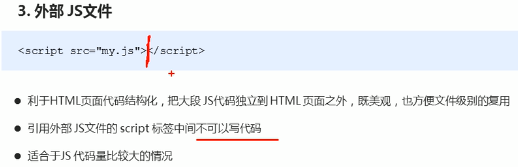 3. 外部 JS文件
<script src="my.js"></script>
● 利于HTML页面代码结构化，把大段 JS代码独立到 HTML 页面之外，既美观，也方便文件级别的复用
● 引用外部 JS文件的 script 标签中间不可以写代码
● 适合于JS 代码量比较大的情况